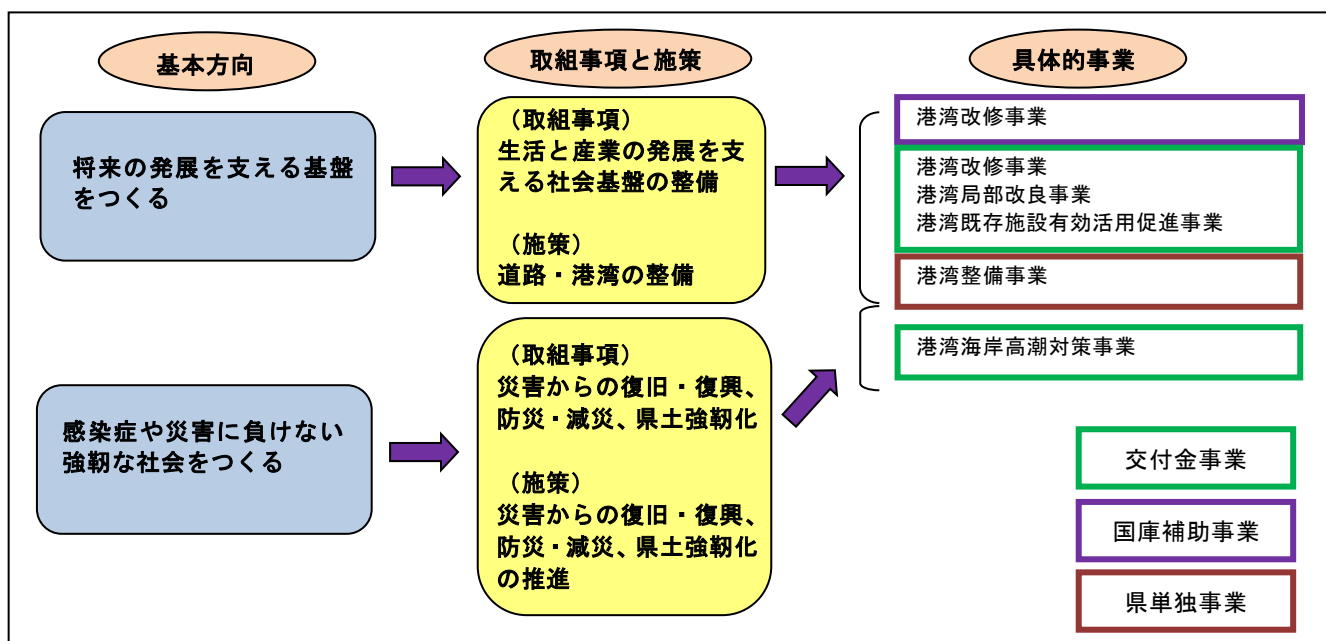 基本方向
取組事項と施策
具体的事業
将来の発展を支える基盤
をつくる
（取組事項）
生活と産業の発展を支
える社会基盤の整備
（施策）
道路・港湾の整備
港湾改修事業
港湾改修事業
港湾局部改良事業
港湾既存施設有効活用促進事業
港湾整備事業
感染症や災害に負けない
強靭な社会をつくる
（取組事項）
災害からの復旧・復興、
防災・減災、県土強靭化
（施策）
災害からの復旧・復興、
防災・減災、県土強靭化
の推進
港湾海岸高潮対策事業
交付金事業
国庫補助事業
県単独事業